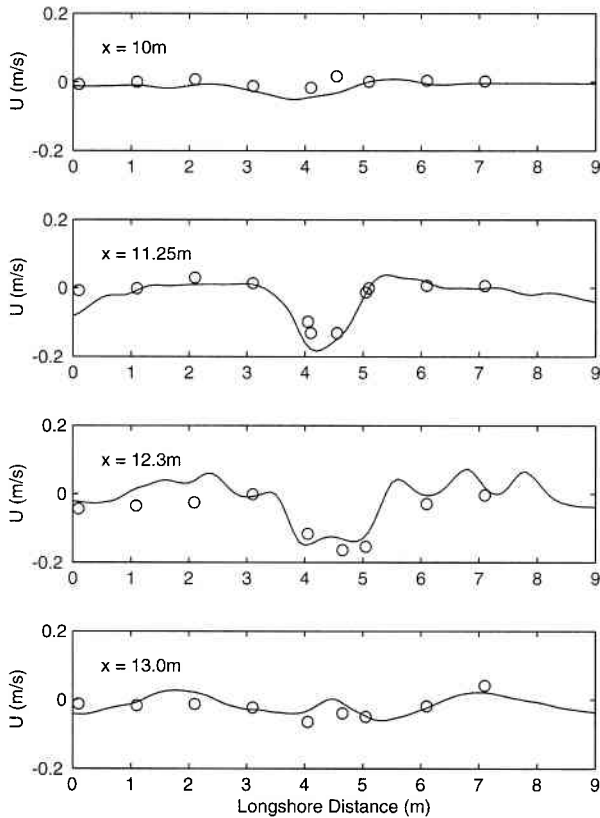 0.2
x = 10m
0
U (m/s)
-0.2
0 1 2 3 4 5 6 7 8 9
0.2
x = 11.25m
0
U (m/s)
-0.2
0 1 2 3 4 5 6 7 8 9
0.2
x = 12.3m
0
U (m/s)
-0.2
0 1 2 3 4 5 6 7 8 9
0.2
x = 13.0m
0
U (m/s)
-0.2
0 1 2 3 4 5 6 7 8 9
Longshore Distance (m)